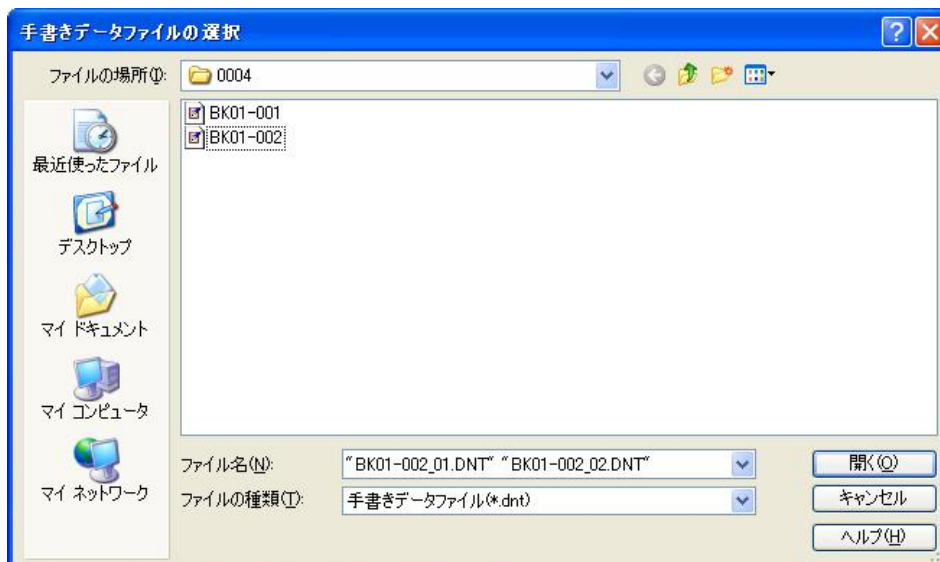 手書きデータファイルの選択
ファイルの場所(I):
0004
最近使ったファイル
デスクトップ
マイ ドキュメント
マイ コンピュータ
マイ ネットワーク
BK01-001
BK01-002
ファイル名(N):
"BK01-002_01.DNT" "BK01-002_02.DNT"
開く(O)
ファイルの種類(T):
手書きデータファイル(*.dnt)
キャンセル
ヘルプ(H)